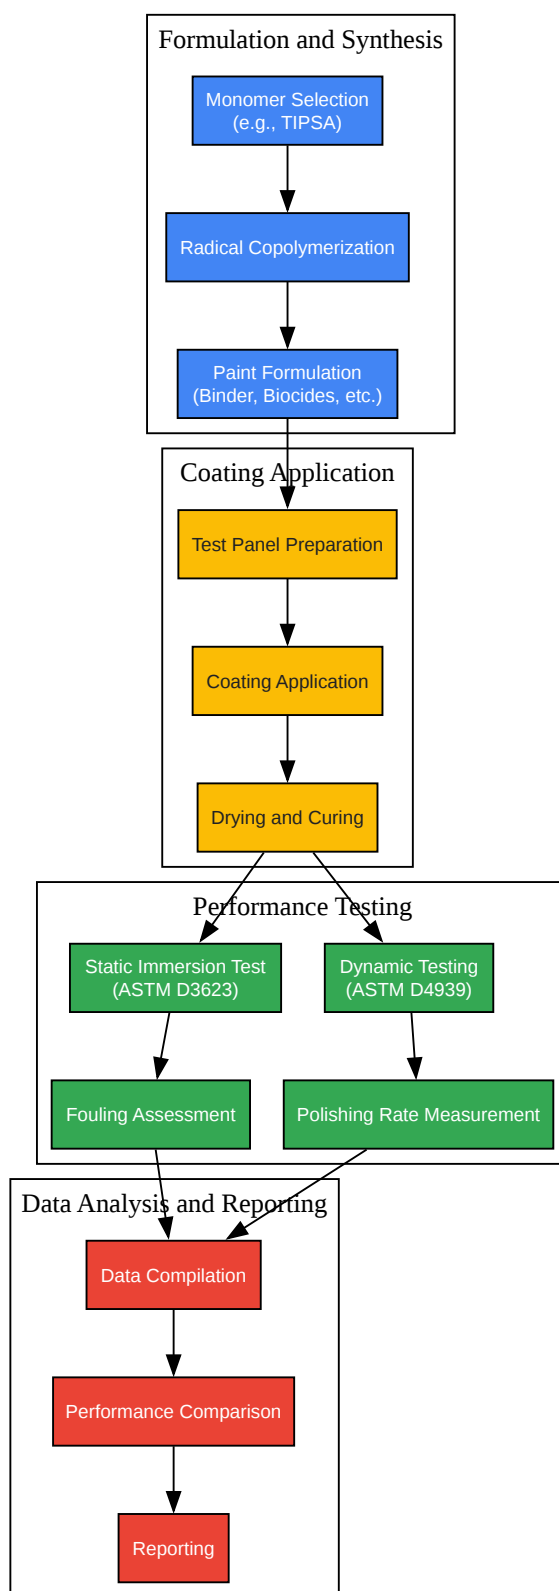 Formulation and Synthesis
Monomer Selection
(e.g., TIPSA)
Radical Copolymerization
Paint Formulation
(Binder, Biocides, etc.)
Coating Application
Test Panel Preparation
Coating Application
Drying and Curing
Performance Testing
Static Immersion Test
(ASTM D3623)
Dynamic Testing
(ASTM D4939)
Fouling Assessment
Polishing Rate Measurement
Data Analysis and Reporting
Data Compilation
Performance Comparison
Reporting